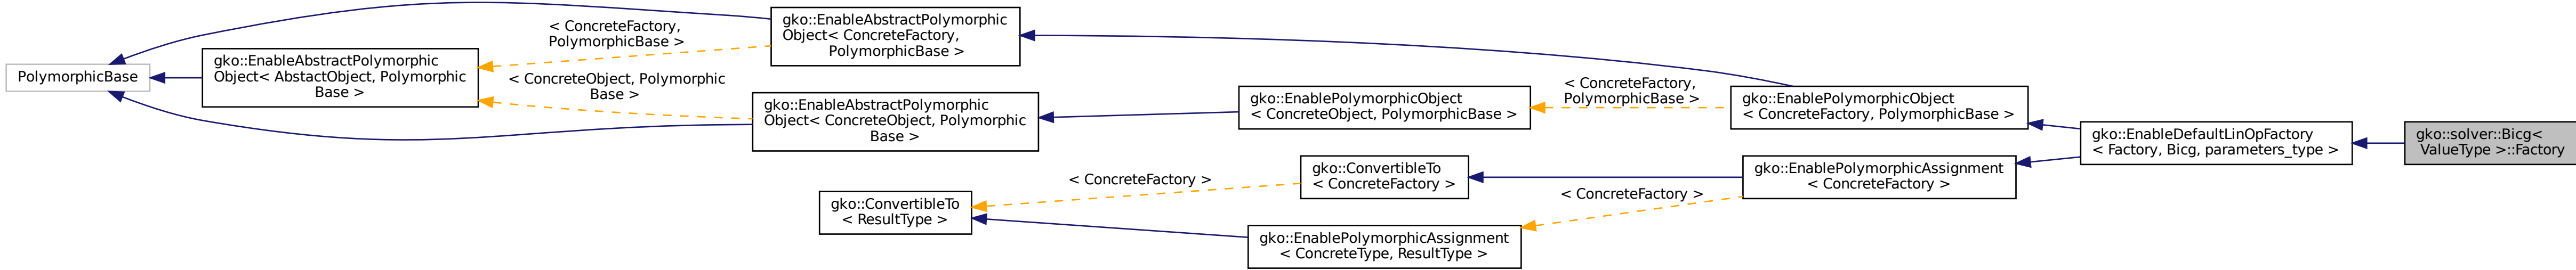 PolymorphicBase
gko::EnableAbstractPolymorphic
Object< AbstactObject, Polymorphic
Base >
< ConcreteFactory,
PolymorphicBase >
< ConcreteObject, Polymorphic
Base >
gko::EnableAbstractPolymorphic
Object< ConcreteFactory,
PolymorphicBase >
gko::EnableAbstractPolymorphic
Object< ConcreteObject, Polymorphic
Base >
gko::ConvertibleTo
< ResultType >
< ConcreteFactory >
gko::EnablePolymorphicObject
< ConcreteObject, PolymorphicBase >
gko::ConvertibleTo
< ConcreteFactory >
gko::EnablePolymorphicAssignment
< ConcreteType, ResultType >
< ConcreteFactory,
PolymorphicBase >
< ConcreteFactory >
gko::EnablePolymorphicObject
< ConcreteFactory, PolymorphicBase >
gko::EnablePolymorphicAssignment
< ConcreteFactory >
gko::EnableDefaultLinOpFactory
< Factory, Bicg, parameters_type >
gko::solver::Bicg<
ValueType >::Factory